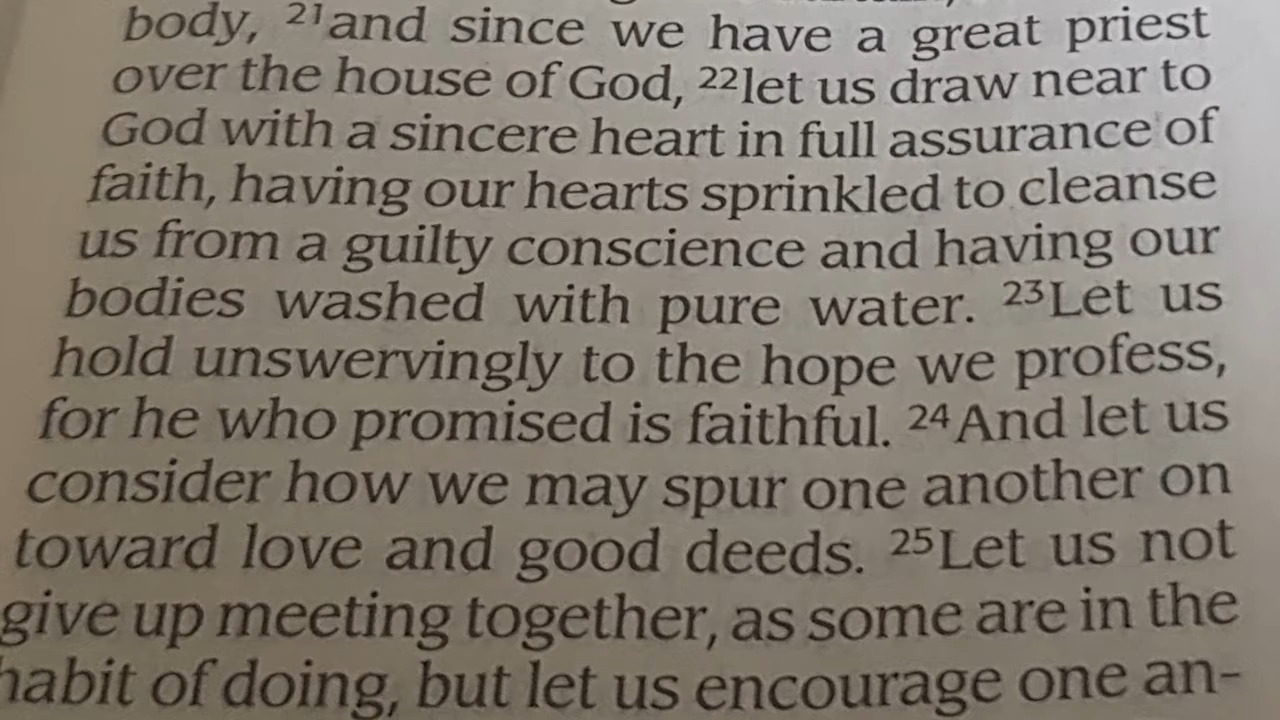 body, 21and since we have a great priest
over the house of God, 22let us draw near to
God with a sincere heart in full assurance of
faith, having our hearts sprinkled to cleanse
us from a guilty conscience and having our
bodies washed with pure water. 23Let us
hold unswervingly to the hope we profess,
for he who promised is faithful. 24And let us
consider how we may spur one another on
toward love and good deeds. 25Let us not
give up meeting together, as some are in the
habit of doing, but let us encourage one an-